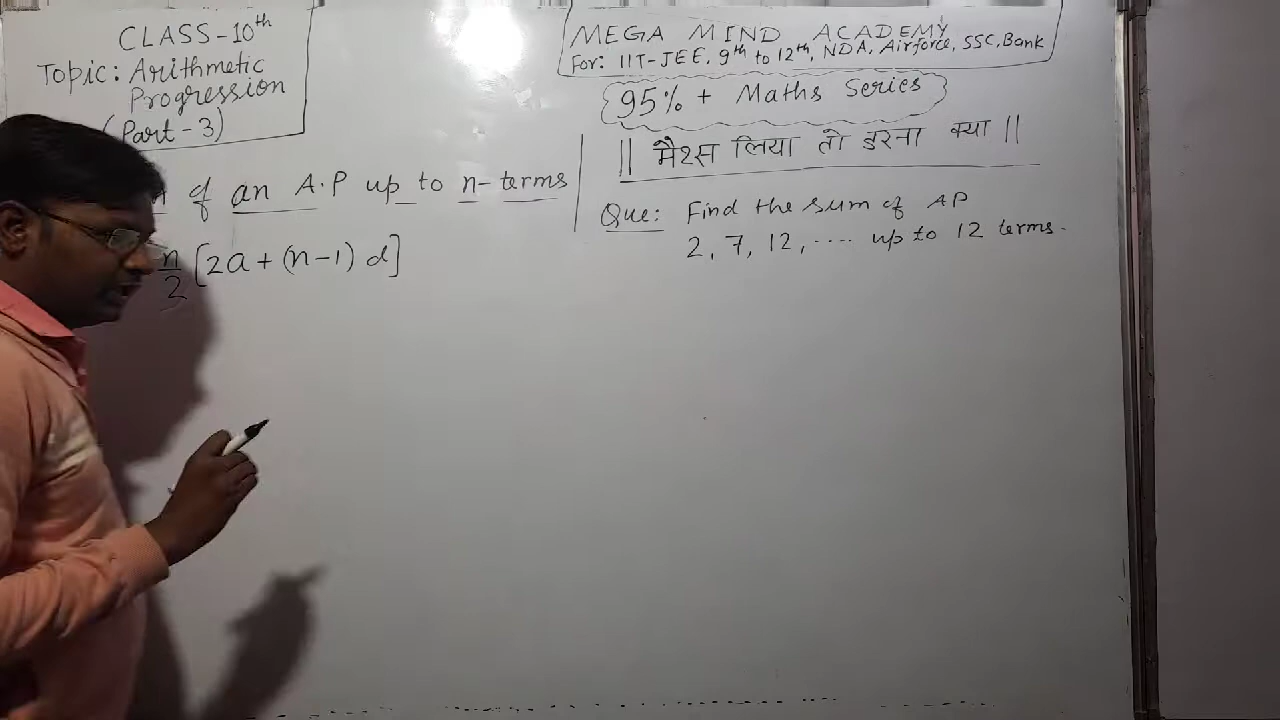 CLASS-10th
Topic: Arithmetic
Progression
(Part-3)
of an A.P up to n-terms
n/2 [2a + (n-1) d]
MEGA MIND ACADEMY
For: IIT-JEE, 9th to 12th, NDA, Airforce, SSC, Bank
95% + Maths Series
|| मैथ्स लिया तो डरना क्या ||
Que: Find the sum of AP
2, 7, 12, .... up to 12 terms.